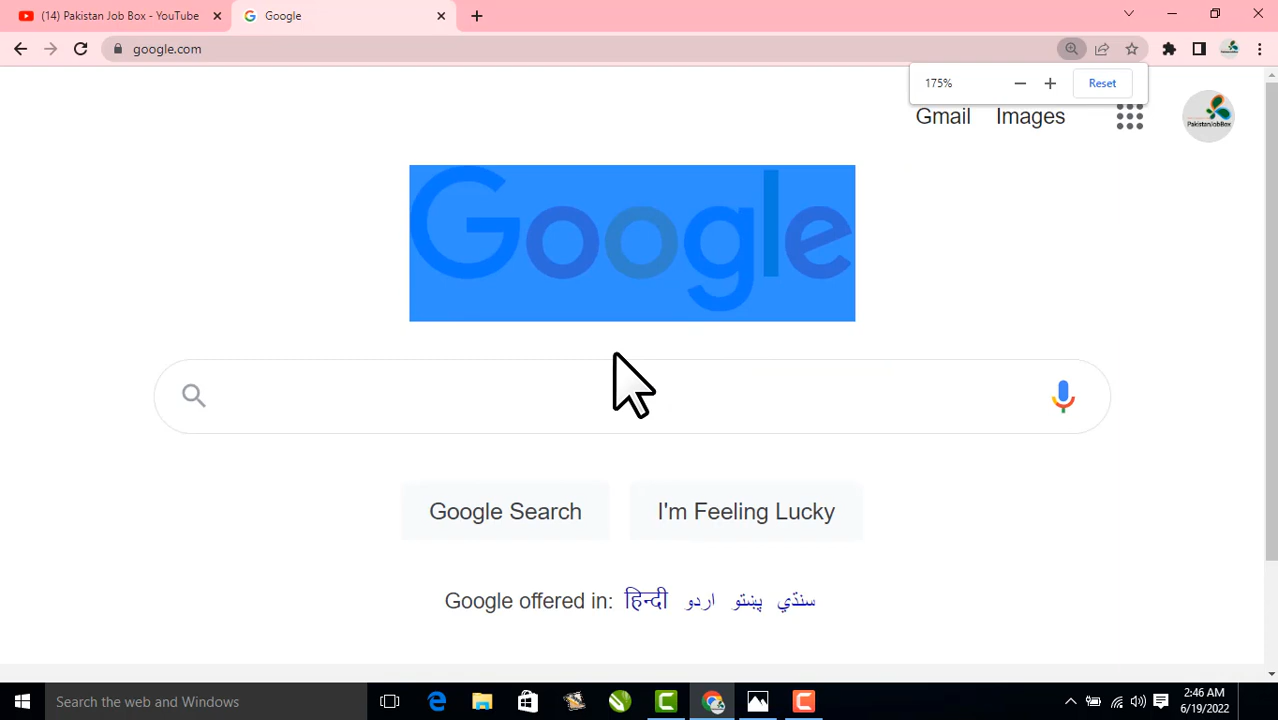 (14) Pakistan Job Box - YouTube
Google
google.com
175%
Reset
Gmail
Images
PakistanJobBox
Google
Google Search
I'm Feeling Lucky
Google offered in: हिन्दी اردو پښتو سنڌي
Search the web and Windows
2:46 AM
6/19/2022